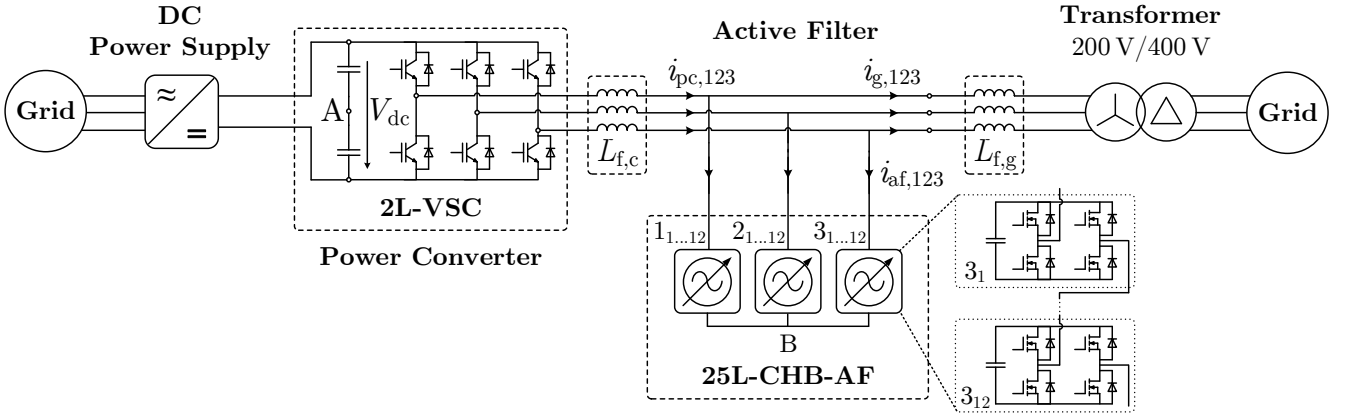 DC
Power Supply
Active Filter
Transformer
200 V/400 V
Grid
≈
=
A
V_dc
i_pc,123
i_g,123
Grid
L_f,c
L_f,g
2L-VSC
Power Converter
i_af,123
1_1...12
2_1...12
3_1...12
3_1
B
25L-CHB-AF
3_12